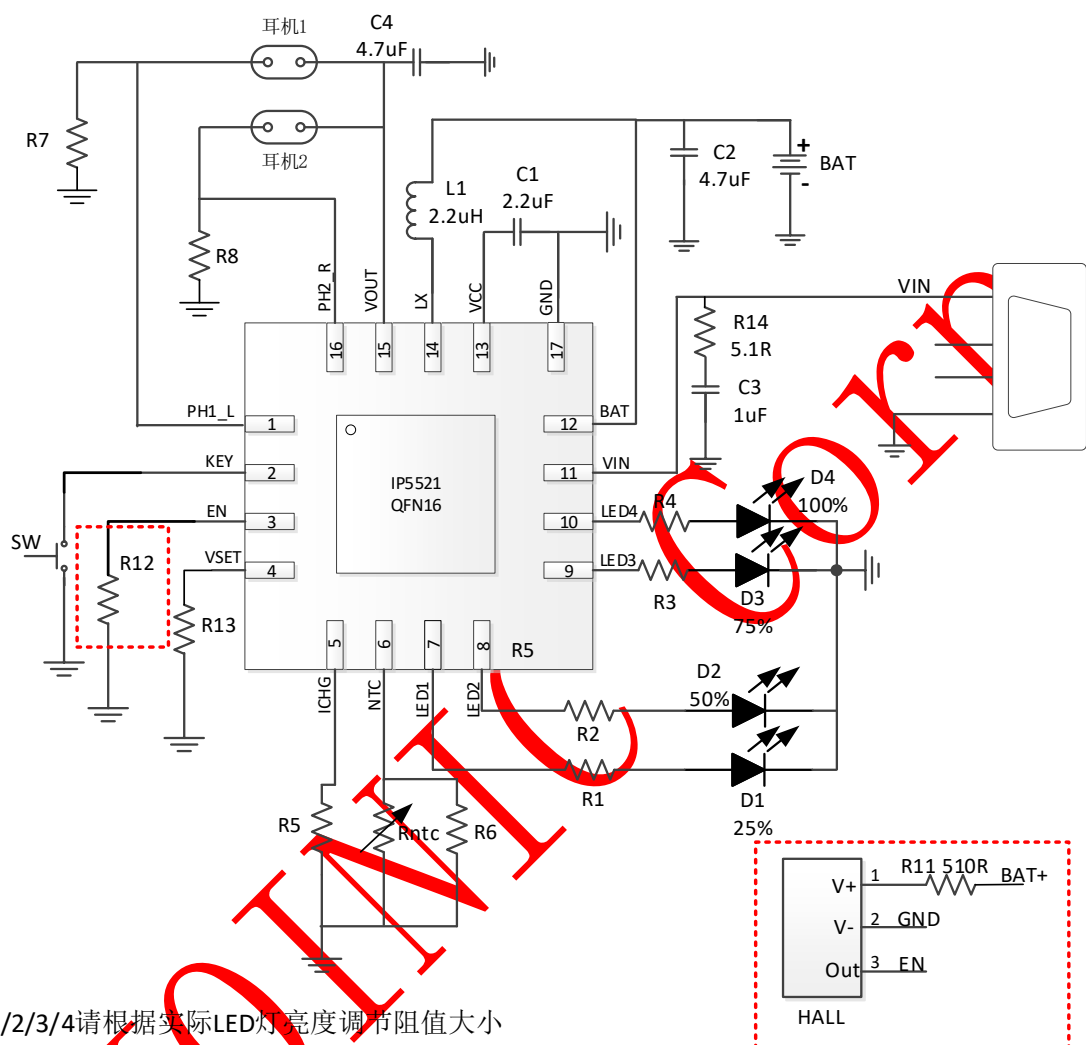 耳机1
C4
4.7uF
R7
耳机2
C2
4.7uF
+
BAT
-
L1
2.2uH
C1
2.2uF
R8
PH2_R
VOUT
LX
VCC
GND
VIN
R14
5.1R
16
15
14
13
17
C3
1uF
PH1_L
1
12
BAT
KEY
2
11
VIN
IP5521
QFN16
D4
100%
EN
3
10
LED4
R4
SW
R12
VSET
4
9
LED3
R3
D3
75%
R13
5
6
7
8
R5
ICHG
NTC
LED1
LED2
D2
50%
R2
R1
D1
25%
R5
Rntc
R6
V+
1
R11 510R
BAT+
V-
2
GND
Out
3
EN
HALL
/2/3/4请根据实际LED灯亮度调节阻值大小